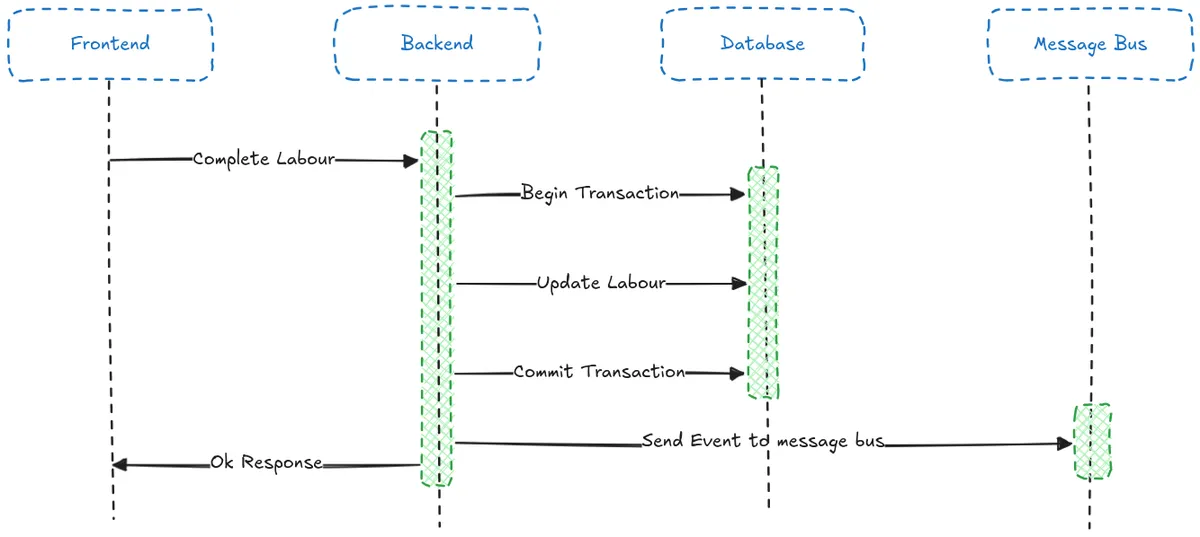 Frontend
Backend
Database
Message Bus
Complete Labour
Begin Transaction
Update Labour
Commit Transaction
Send Event to message bus
Ok Response